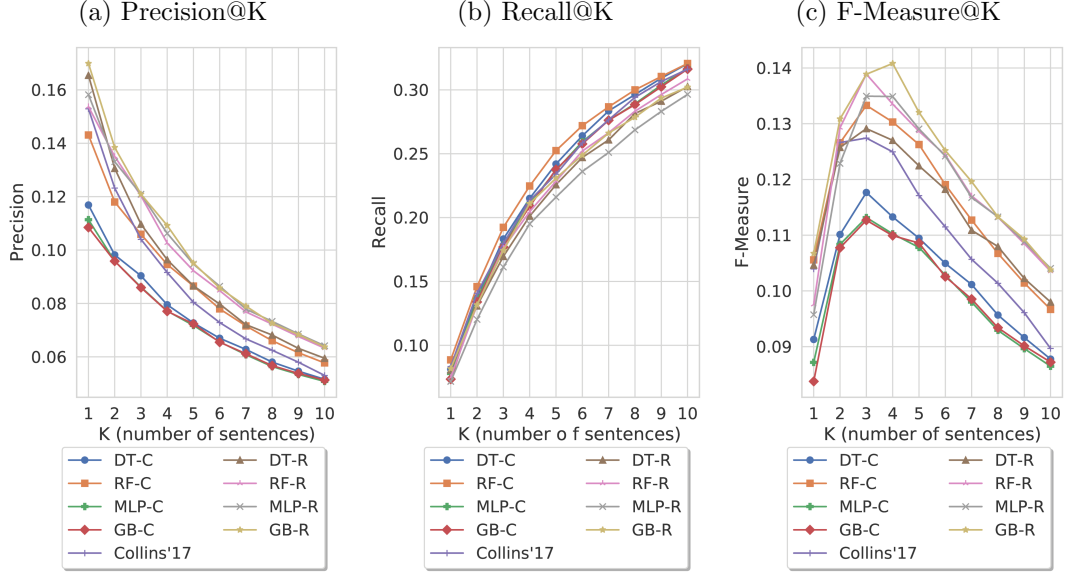 (a) Precision@K
0.16
0.14
0.12
0.10
0.08
0.06
Precision
1 2 3 4 5 6 7 8 9 10
K (number of sentences)
DT-C DT-R
RF-C RF-R
MLP-C MLP-R
GB-C GB-R
Collins'17
(b) Recall@K
0.30
0.25
0.20
0.15
0.10
Recall
1 2 3 4 5 6 7 8 9 10
K (number o f sentences)
DT-C DT-R
RF-C RF-R
MLP-C MLP-R
GB-C GB-R
Collins'17
(c) F-Measure@K
0.14
0.13
0.12
0.11
0.10
0.09
F-Measure
1 2 3 4 5 6 7 8 9 10
K (number of sentences)
DT-C DT-R
RF-C RF-R
MLP-C MLP-R
GB-C GB-R
Collins'17